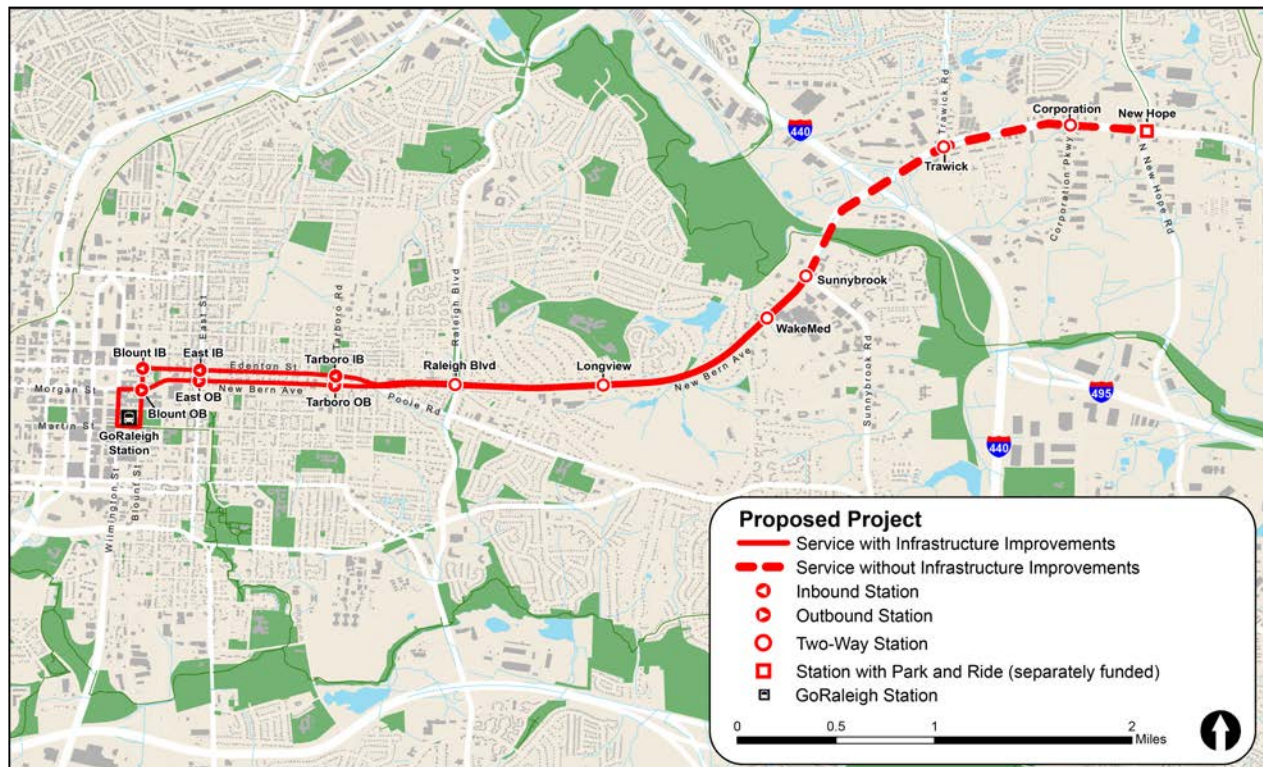 Trawick Rd
Corporation
New Hope
440
Trawick
Corporation Pkwy
N New Hope Rd
Raleigh Blvd
Sunnybrook
WakeMed
East St
Tarboro Rd
Blount IB
East IB
Edenton St
Tarboro IB
Raleigh Blvd
Longview
New Bern Ave
Sunnybrook Rd
Morgan St
New Bern Ave
East OB
Tarboro OB
Poole Rd
Blount OB
495
Martin St
GoRaleigh
Station
440
Wilmington St
Blount St
Proposed Project
Service with Infrastructure Improvements
Service without Infrastructure Improvements
Inbound Station
Outbound Station
Two-Way Station
Station with Park and Ride (separately funded)
GoRaleigh Station
0
0.5
1
2
Miles